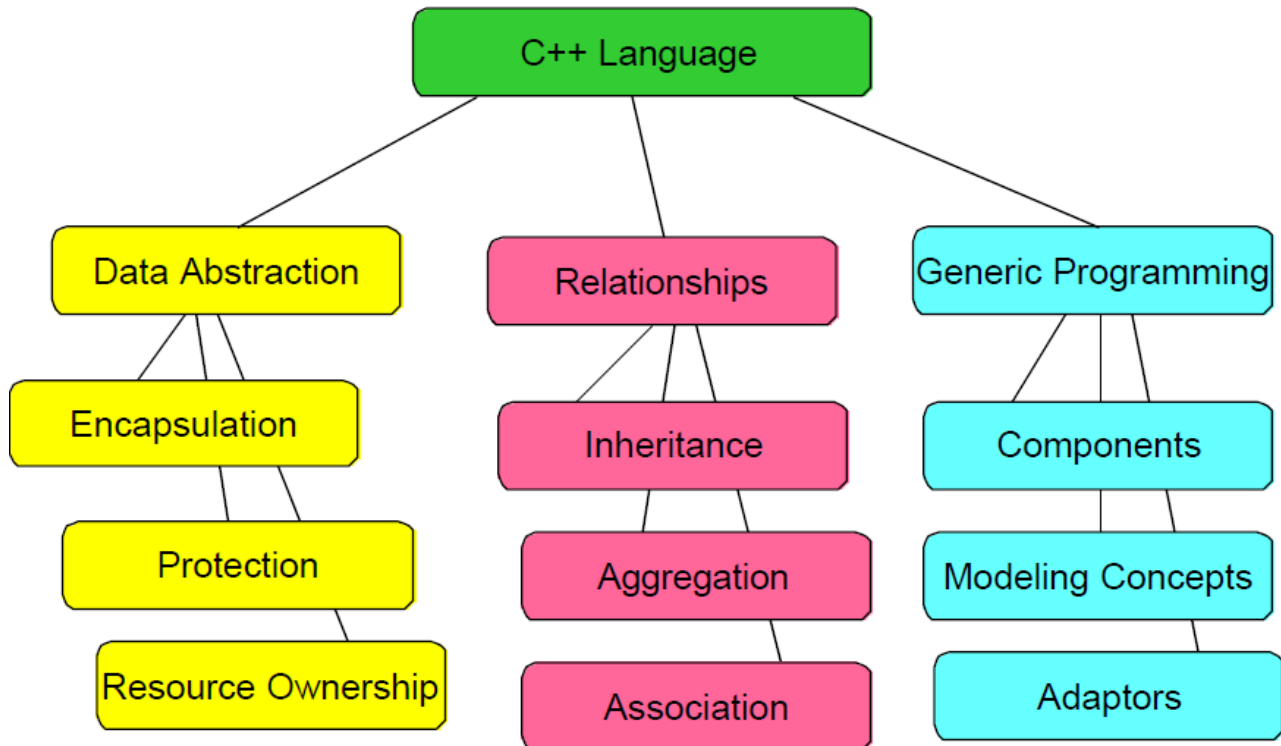 C++ Language
Data Abstraction
Relationships
Generic Programming
Encapsulation
Inheritance
Components
Protection
Aggregation
Modeling Concepts
Resource Ownership
Association
Adaptors